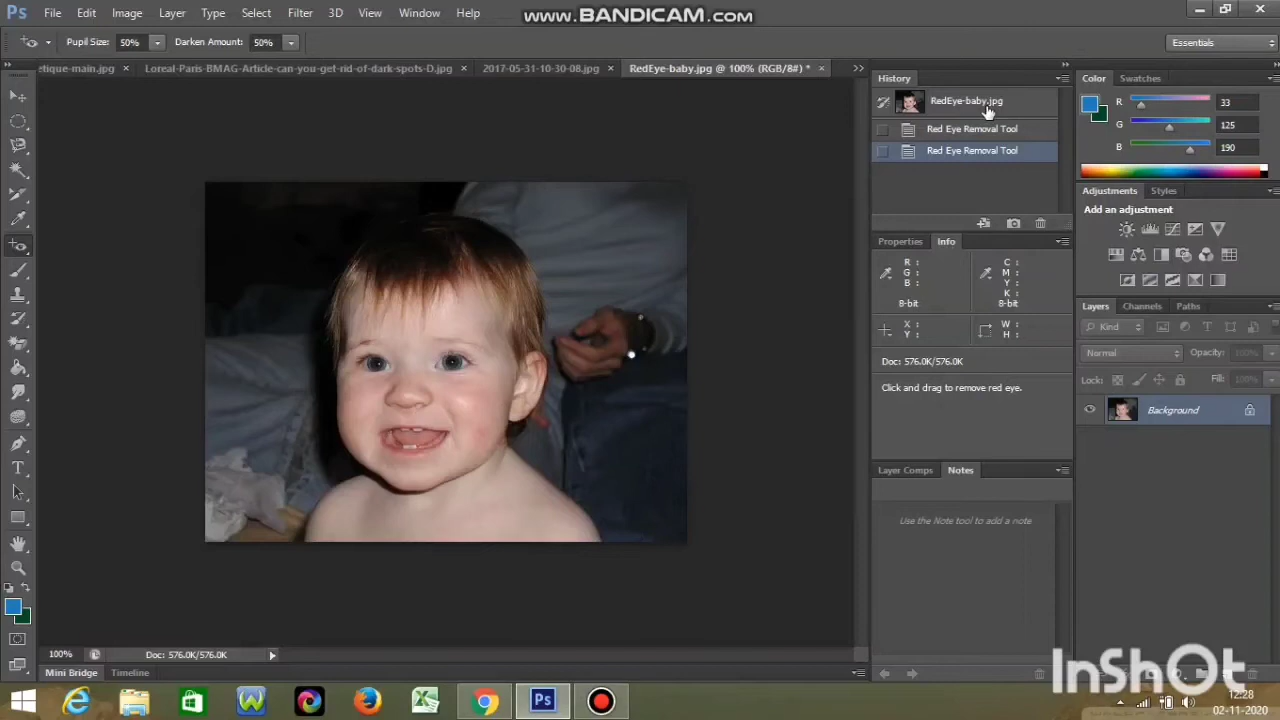 Ps File Edit Image Layer Type Select Filter 3D View Window Help
www.BANDICAM.com
Pupil Size: 50% Darken Amount: 50% Essentials
etique-main.jpg × Loreal-Paris-BMAG-Article-can-you-get-rid-of-dark-spots-D.jpg × 2017-05-31-10-30-08.jpg × RedEye-baby.jpg @ 100% (RGB/8#) * ×
History
RedEye-baby.jpg
Red Eye Removal Tool
Red Eye Removal Tool
Properties Info
R :
G :
B :
8-bit
C :
M :
Y :
K :
8-bit
X :
Y :
W :
H :
Doc: 576.0K/576.0K
Click and drag to remove red eye.
Layer Comps Notes
Use the Note tool to add a note
Color Swatches
R 33
G 125
B 190
Adjustments Styles
Add an adjustment
Layers Channels Paths
Kind
Normal Opacity: 100%
Lock: Fill: 100%
Background
100% Doc: 576.0K/576.0K
Mini Bridge Timeline
InShOt
Ps
12:28
02-11-2020